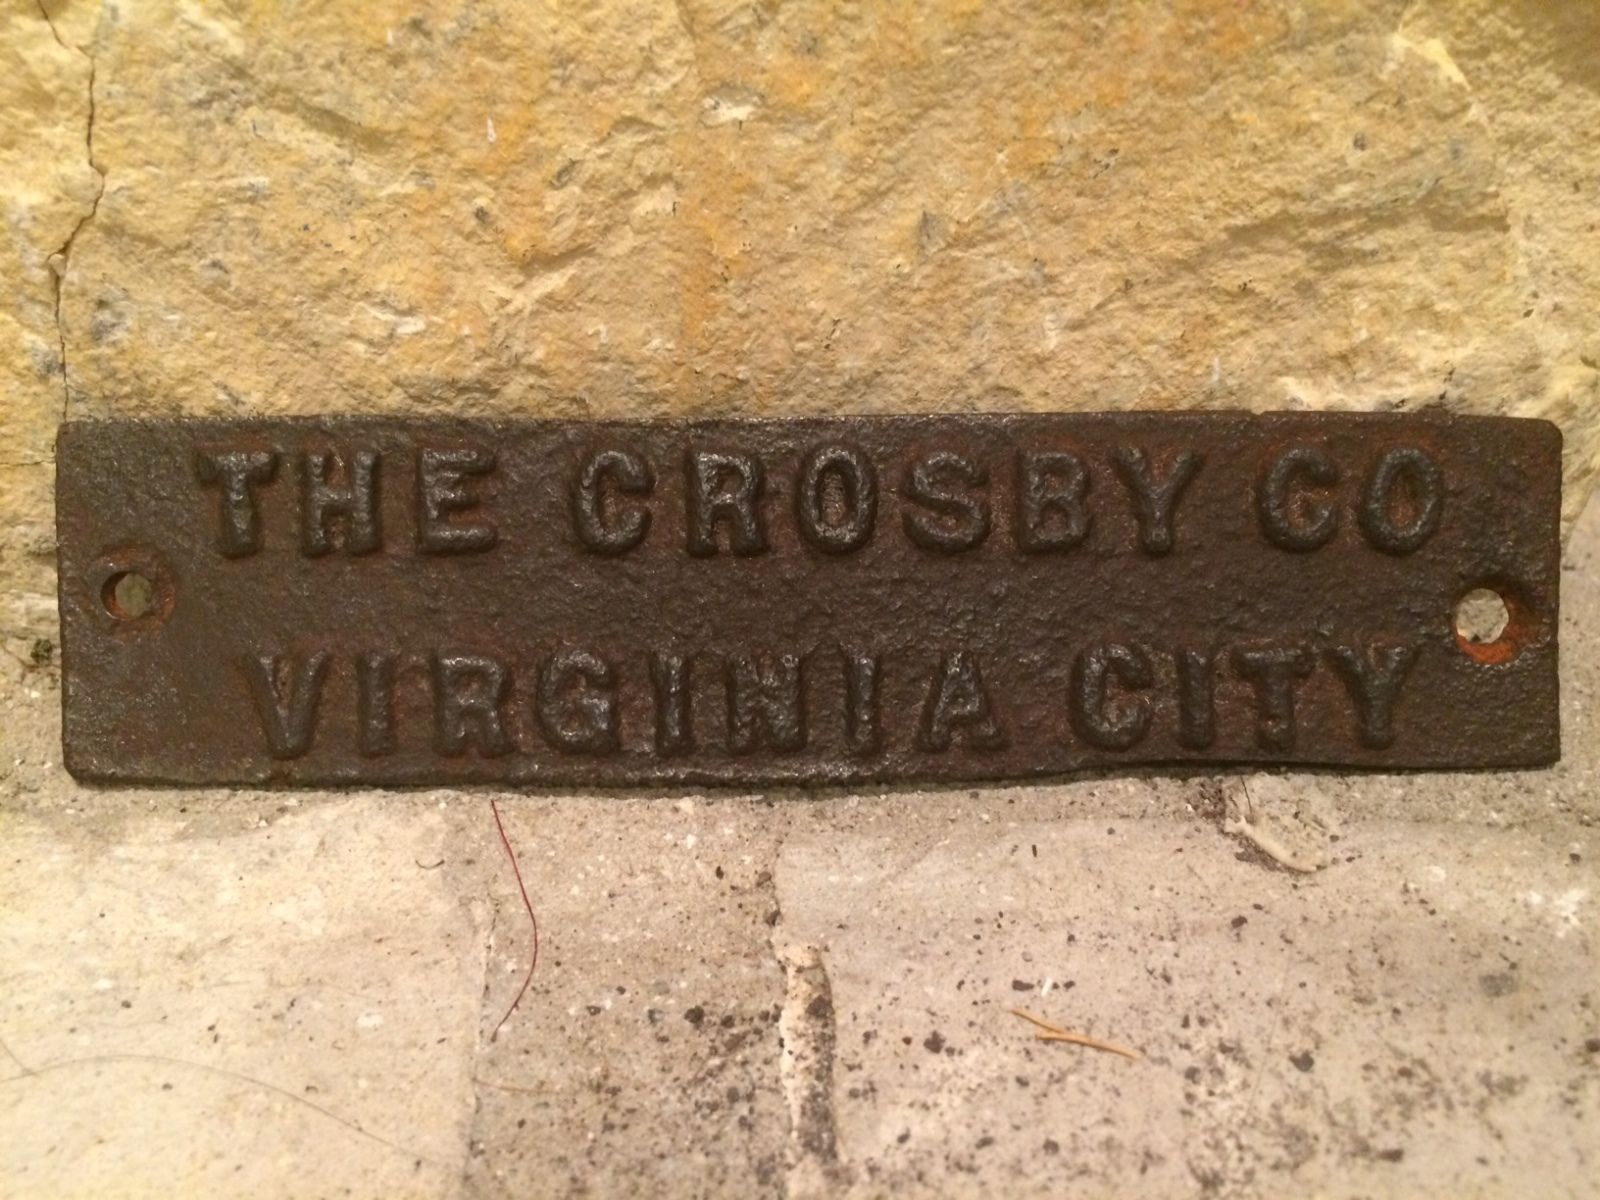 THE CROSBY CO
VIRGINIA CITY